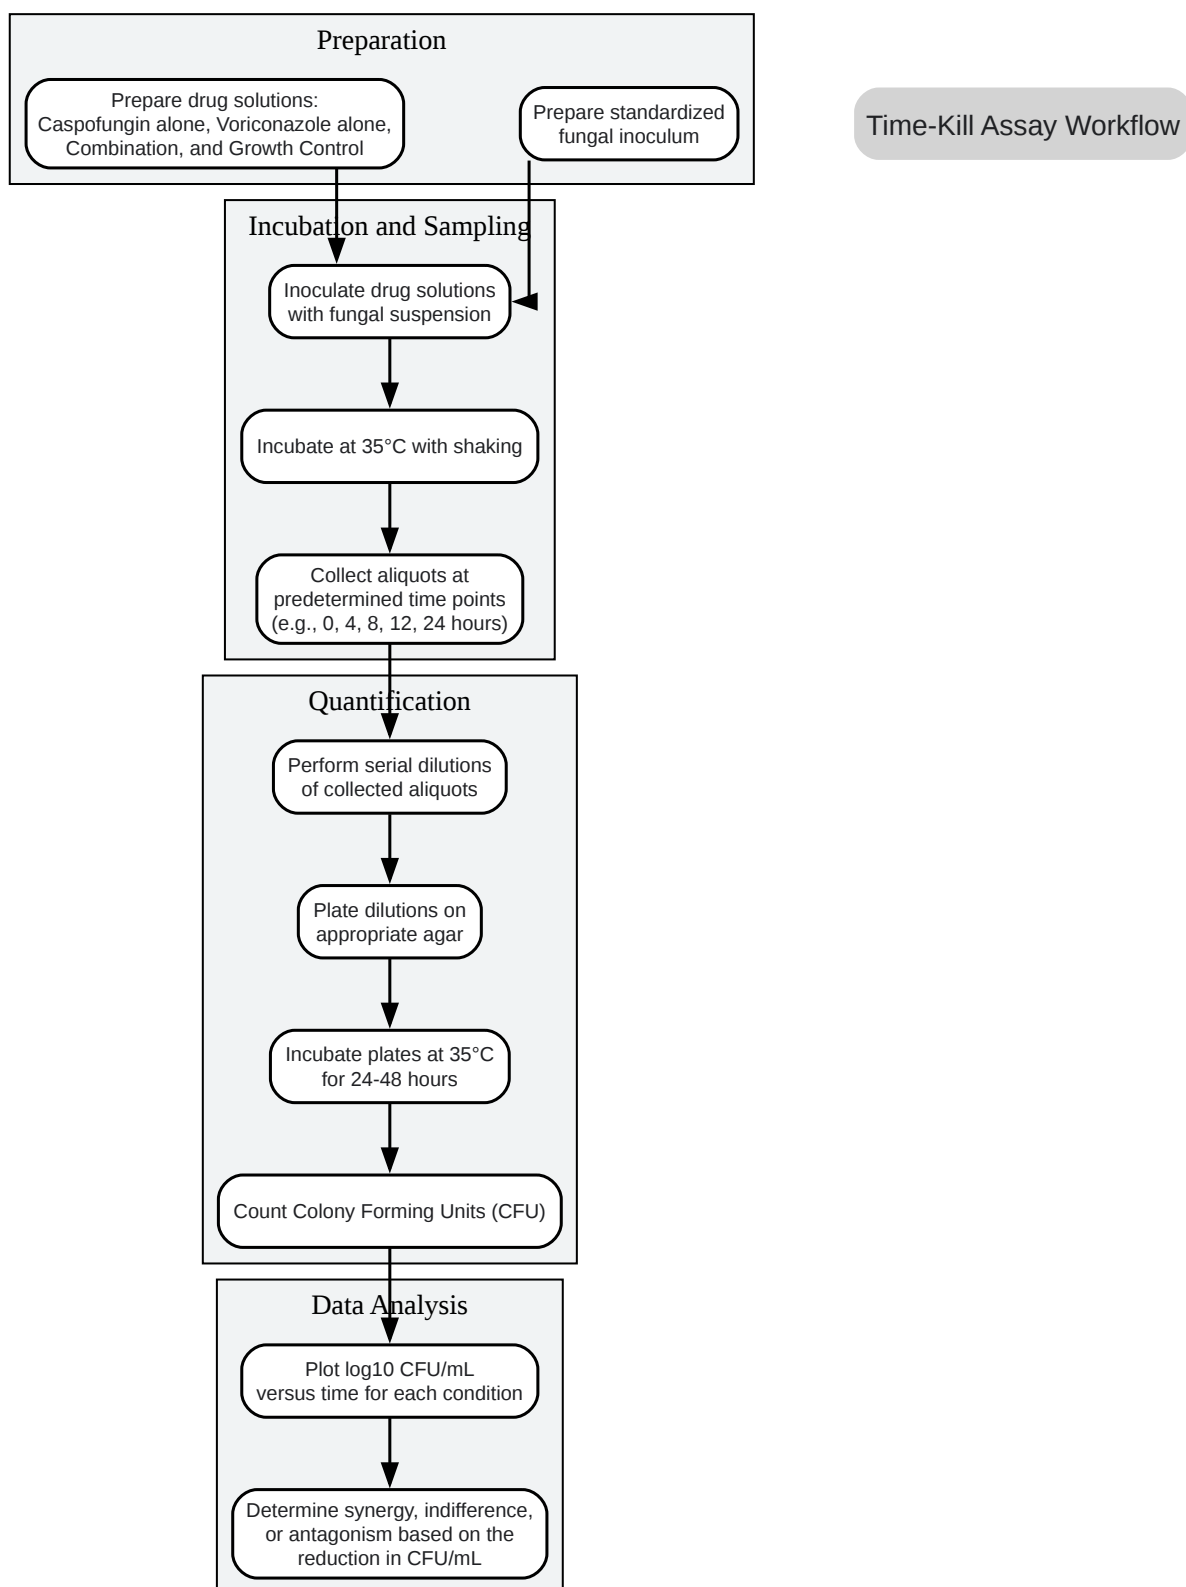 Preparation
Prepare drug solutions:
Caspofungin alone, Voriconazole alone,
Combination, and Growth Control
Prepare standardized
fungal inoculum
Time-Kill Assay Workflow
Incubation and Sampling
Inoculate drug solutions
with fungal suspension
Incubate at 35°C with shaking
Collect aliquots at
predetermined time points
(e.g., 0, 4, 8, 12, 24 hours)
Quantification
Perform serial dilutions
of collected aliquots
Plate dilutions on
appropriate agar
Incubate plates at 35°C
for 24-48 hours
Count Colony Forming Units (CFU)
Data Analysis
Plot log10 CFU/mL
versus time for each condition
Determine synergy, indifference,
or antagonism based on the
reduction in CFU/mL